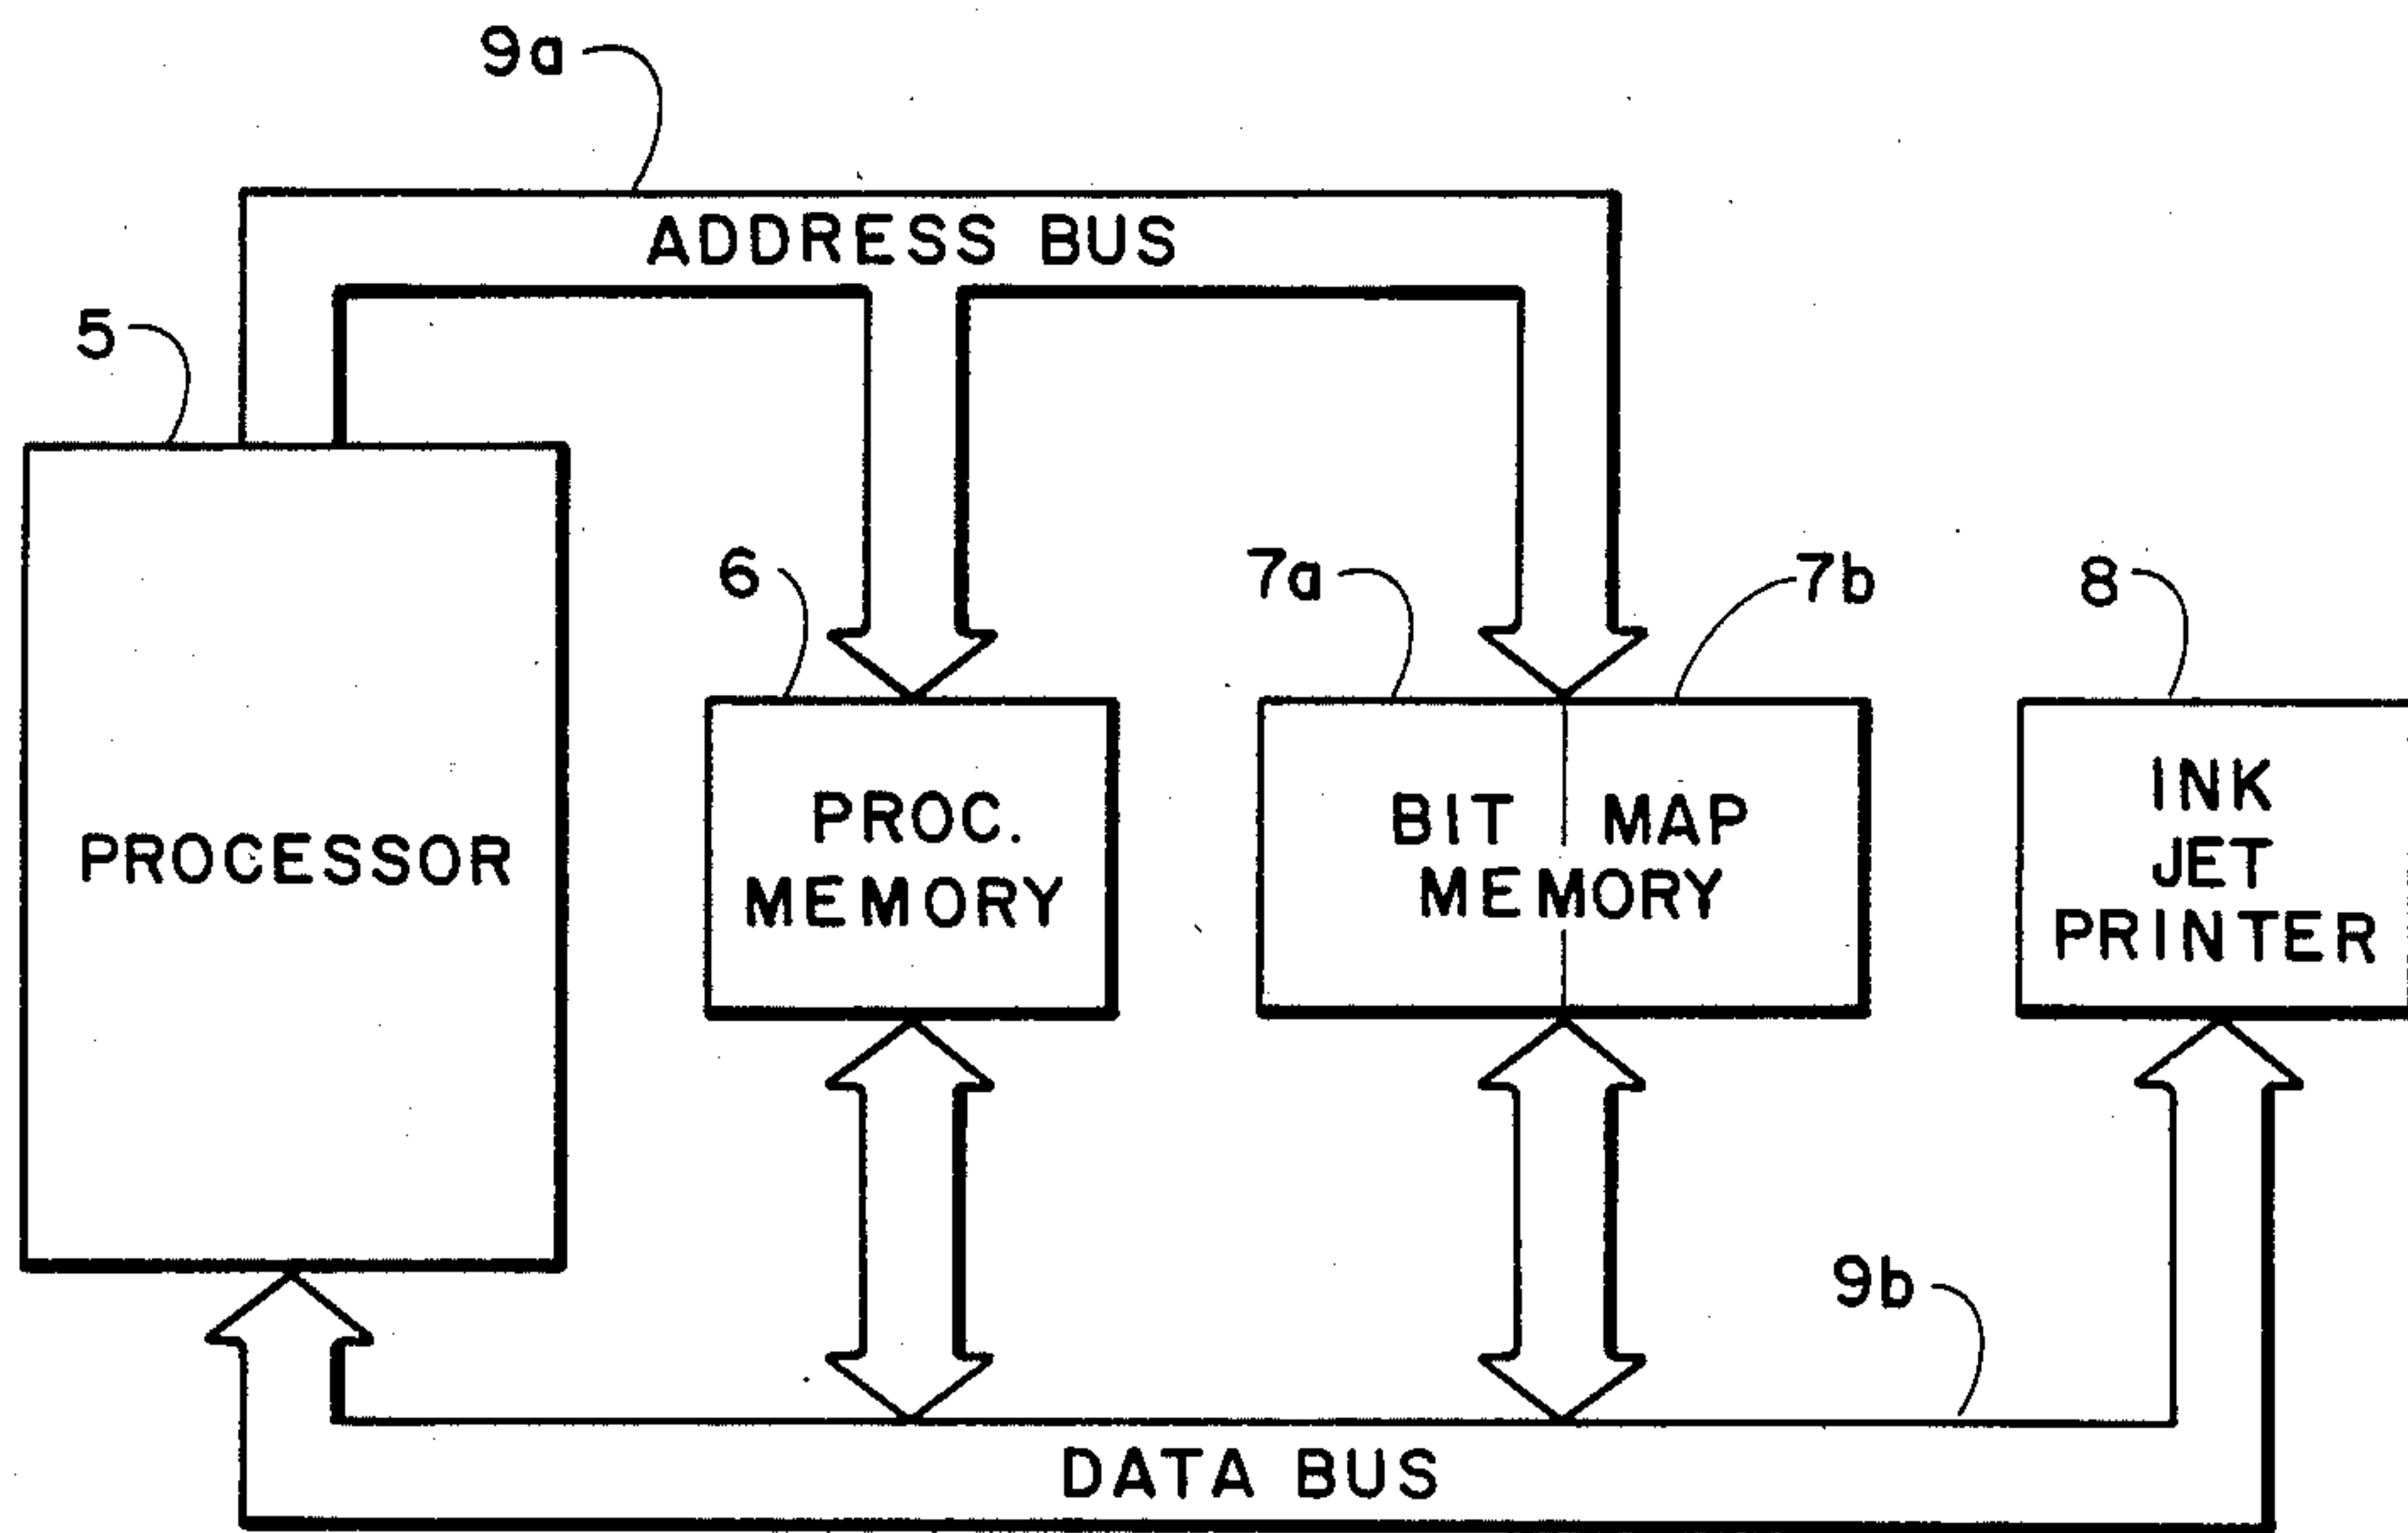 9a
ADDRESS BUS
5
6
7a
7b
8
PROCESSOR
PROC.
MEMORY
BIT MAP
MEMORY
INK
JET
PRINTER
9b
DATA BUS